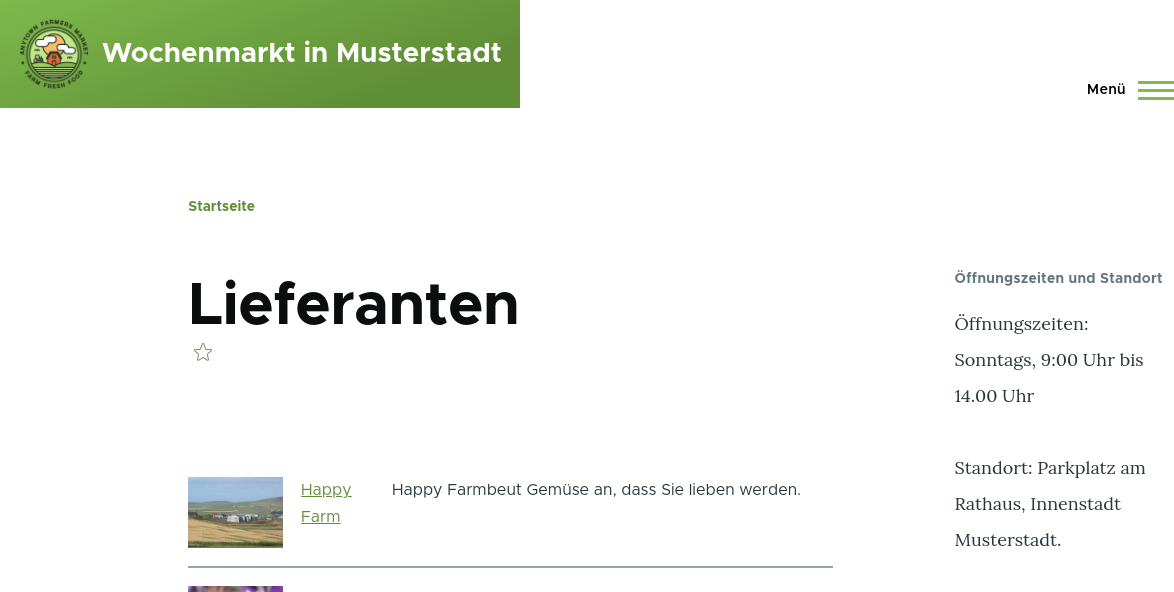 ANYTOWN FARMERS MARKET
FARM FRESH FOOD
Wochenmarkt in Musterstadt
Menü
Startseite
Lieferanten
Happy
Farm
Happy Farmbeut Gemüse an, dass Sie lieben werden.
Öffnungszeiten und Standort
Öffnungszeiten:
Sonntags, 9:00 Uhr bis
14.00 Uhr
Standort: Parkplatz am
Rathaus, Innenstadt
Musterstadt.